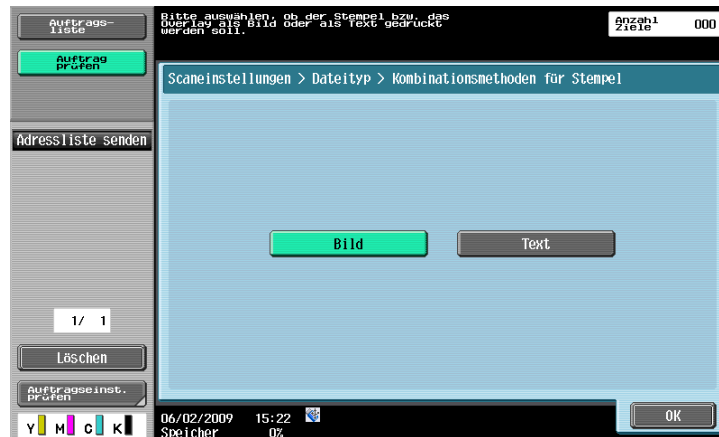 Auftrags-
liste
Auftrag
prüfen
Adressliste senden
1/ 1
Löschen
Auftragseinst.
prüfen
Y M C K
Bitte auswählen, ob der Stempel bzw. das
Overlay als Bild oder als Text gedruckt
werden soll.
Anzahl
Ziele
000
Scaneinstellungen > Dateityp > Kombinationsmethoden für Stempel
Bild
Text
06/02/2009 15:22
Speicher 0%
OK